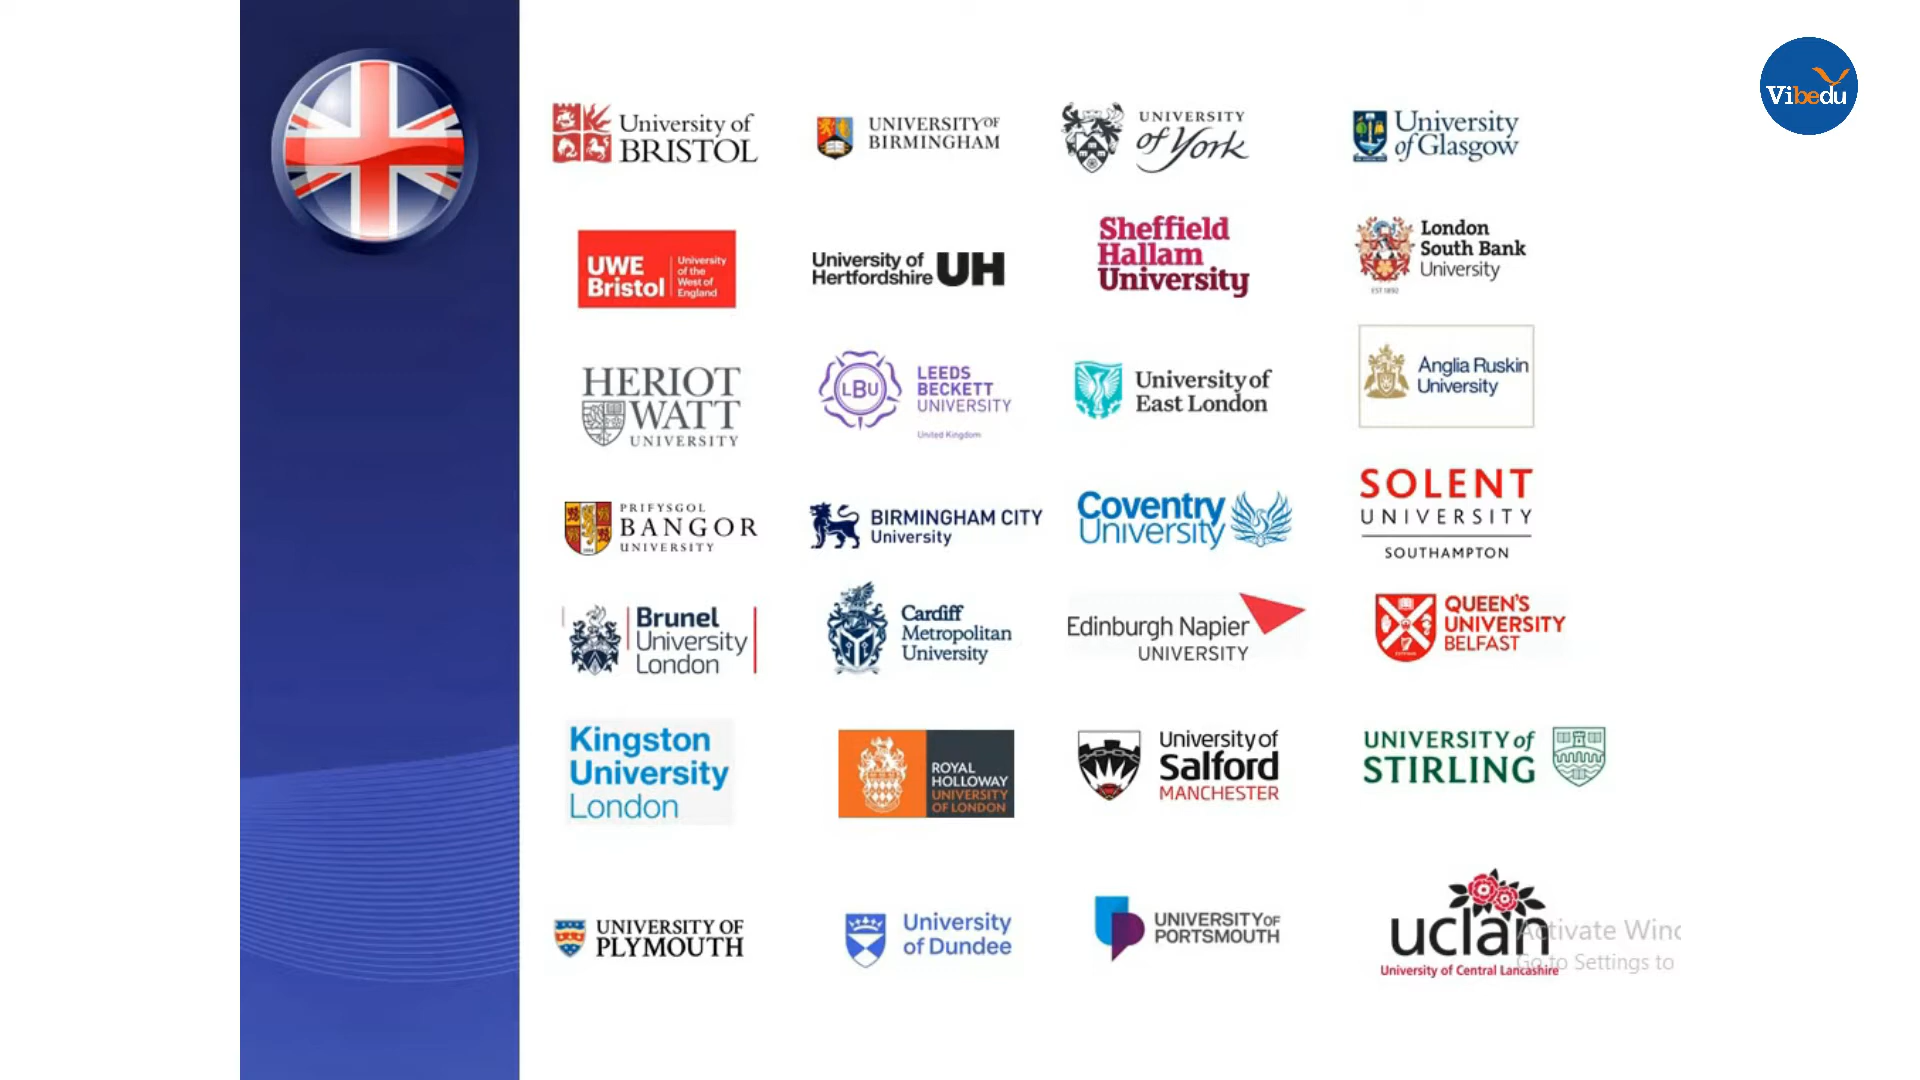 Vibedu
University of
BRISTOL
UNIVERSITYOF
BIRMINGHAM
UNIVERSITY
of York
University
of Glasgow
UWE
Bristol
University
of the
West of
England
University of
Hertfordshire
UH
Sheffield
Hallam
University
London
South Bank
University
EST 1892
HERIOT
WATT
UNIVERSITY
LBU
LEEDS
BECKETT
UNIVERSITY
United Kingdom
University of
East London
Anglia Ruskin
University
PRIFYSGOL
BANGOR
UNIVERSITY
BIRMINGHAM CITY
University
Coventry
University
SOLENT
UNIVERSITY
SOUTHAMPTON
Brunel
University
London
Cardiff
Metropolitan
University
Edinburgh Napier
UNIVERSITY
QUEEN'S
UNIVERSITY
BELFAST
Kingston
University
London
ROYAL
HOLLOWAY
UNIVERSITY
OF LONDON
University of
Salford
MANCHESTER
UNIVERSITY of
STIRLING
UNIVERSITY OF
PLYMOUTH
University
of Dundee
UNIVERSITY OF
PORTSMOUTH
uclan
University of Central Lancashire
Activate Winc
Go to Settings to